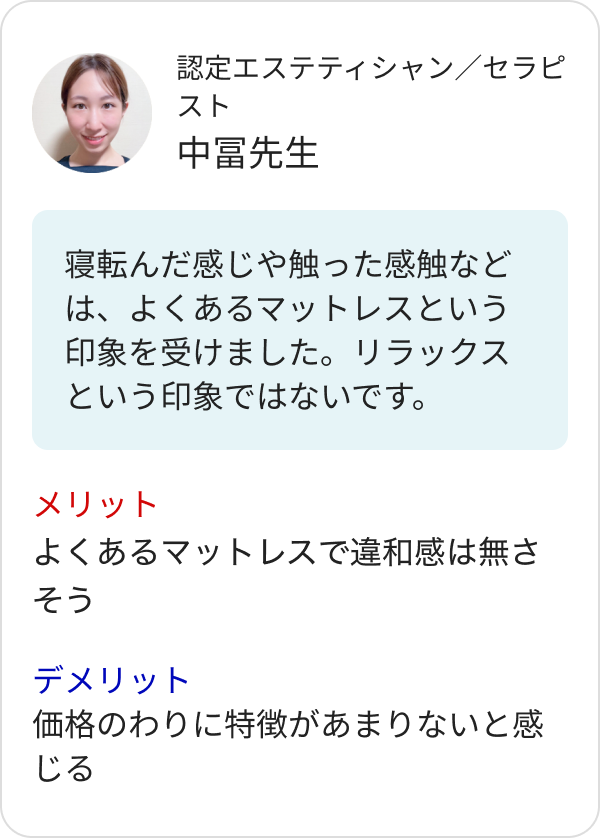 認定エステティシャン／セラピ
スト
中冨先生
寝転んだ感じや触った感触など
は、よくあるマットレスという
印象を受けました。リラックス
という印象ではないです。
メリット
よくあるマットレスで違和感は無さ
そう
デメリット
価格のわりに特徴があまりないと感
じる